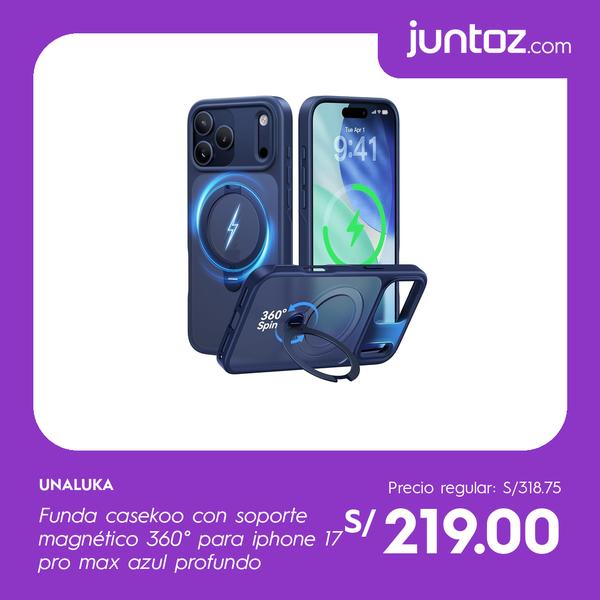 juntoz.com
Tue Apr 1
9:41
360°
Spin
UNALUKA
Funda casekoo con soporte
magnético 360° para iphone 17
pro max azul profundo
Precio regular: S/318.75
S/219.00